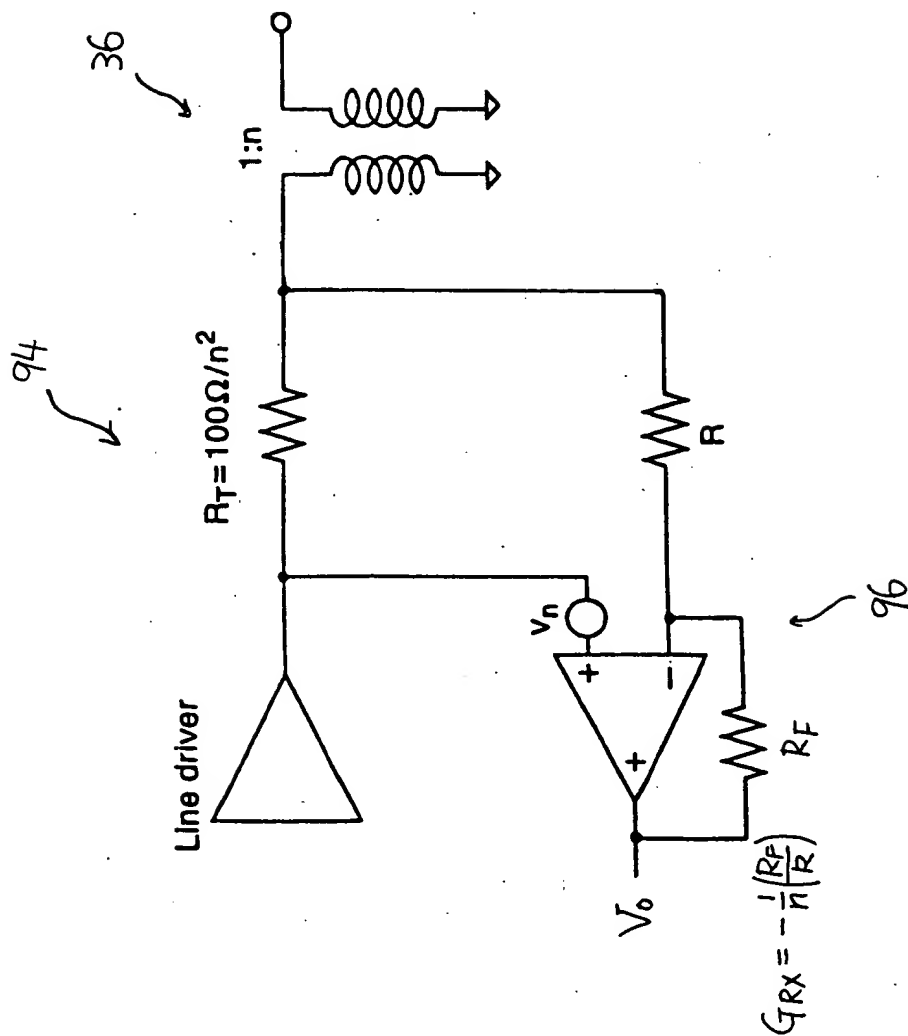 94
36
Line driver
R_T=100Ω/n²
1:n
v_n
+
−
+
R
V_o
R_F
96
G_RX = -1/n (R_F/R)